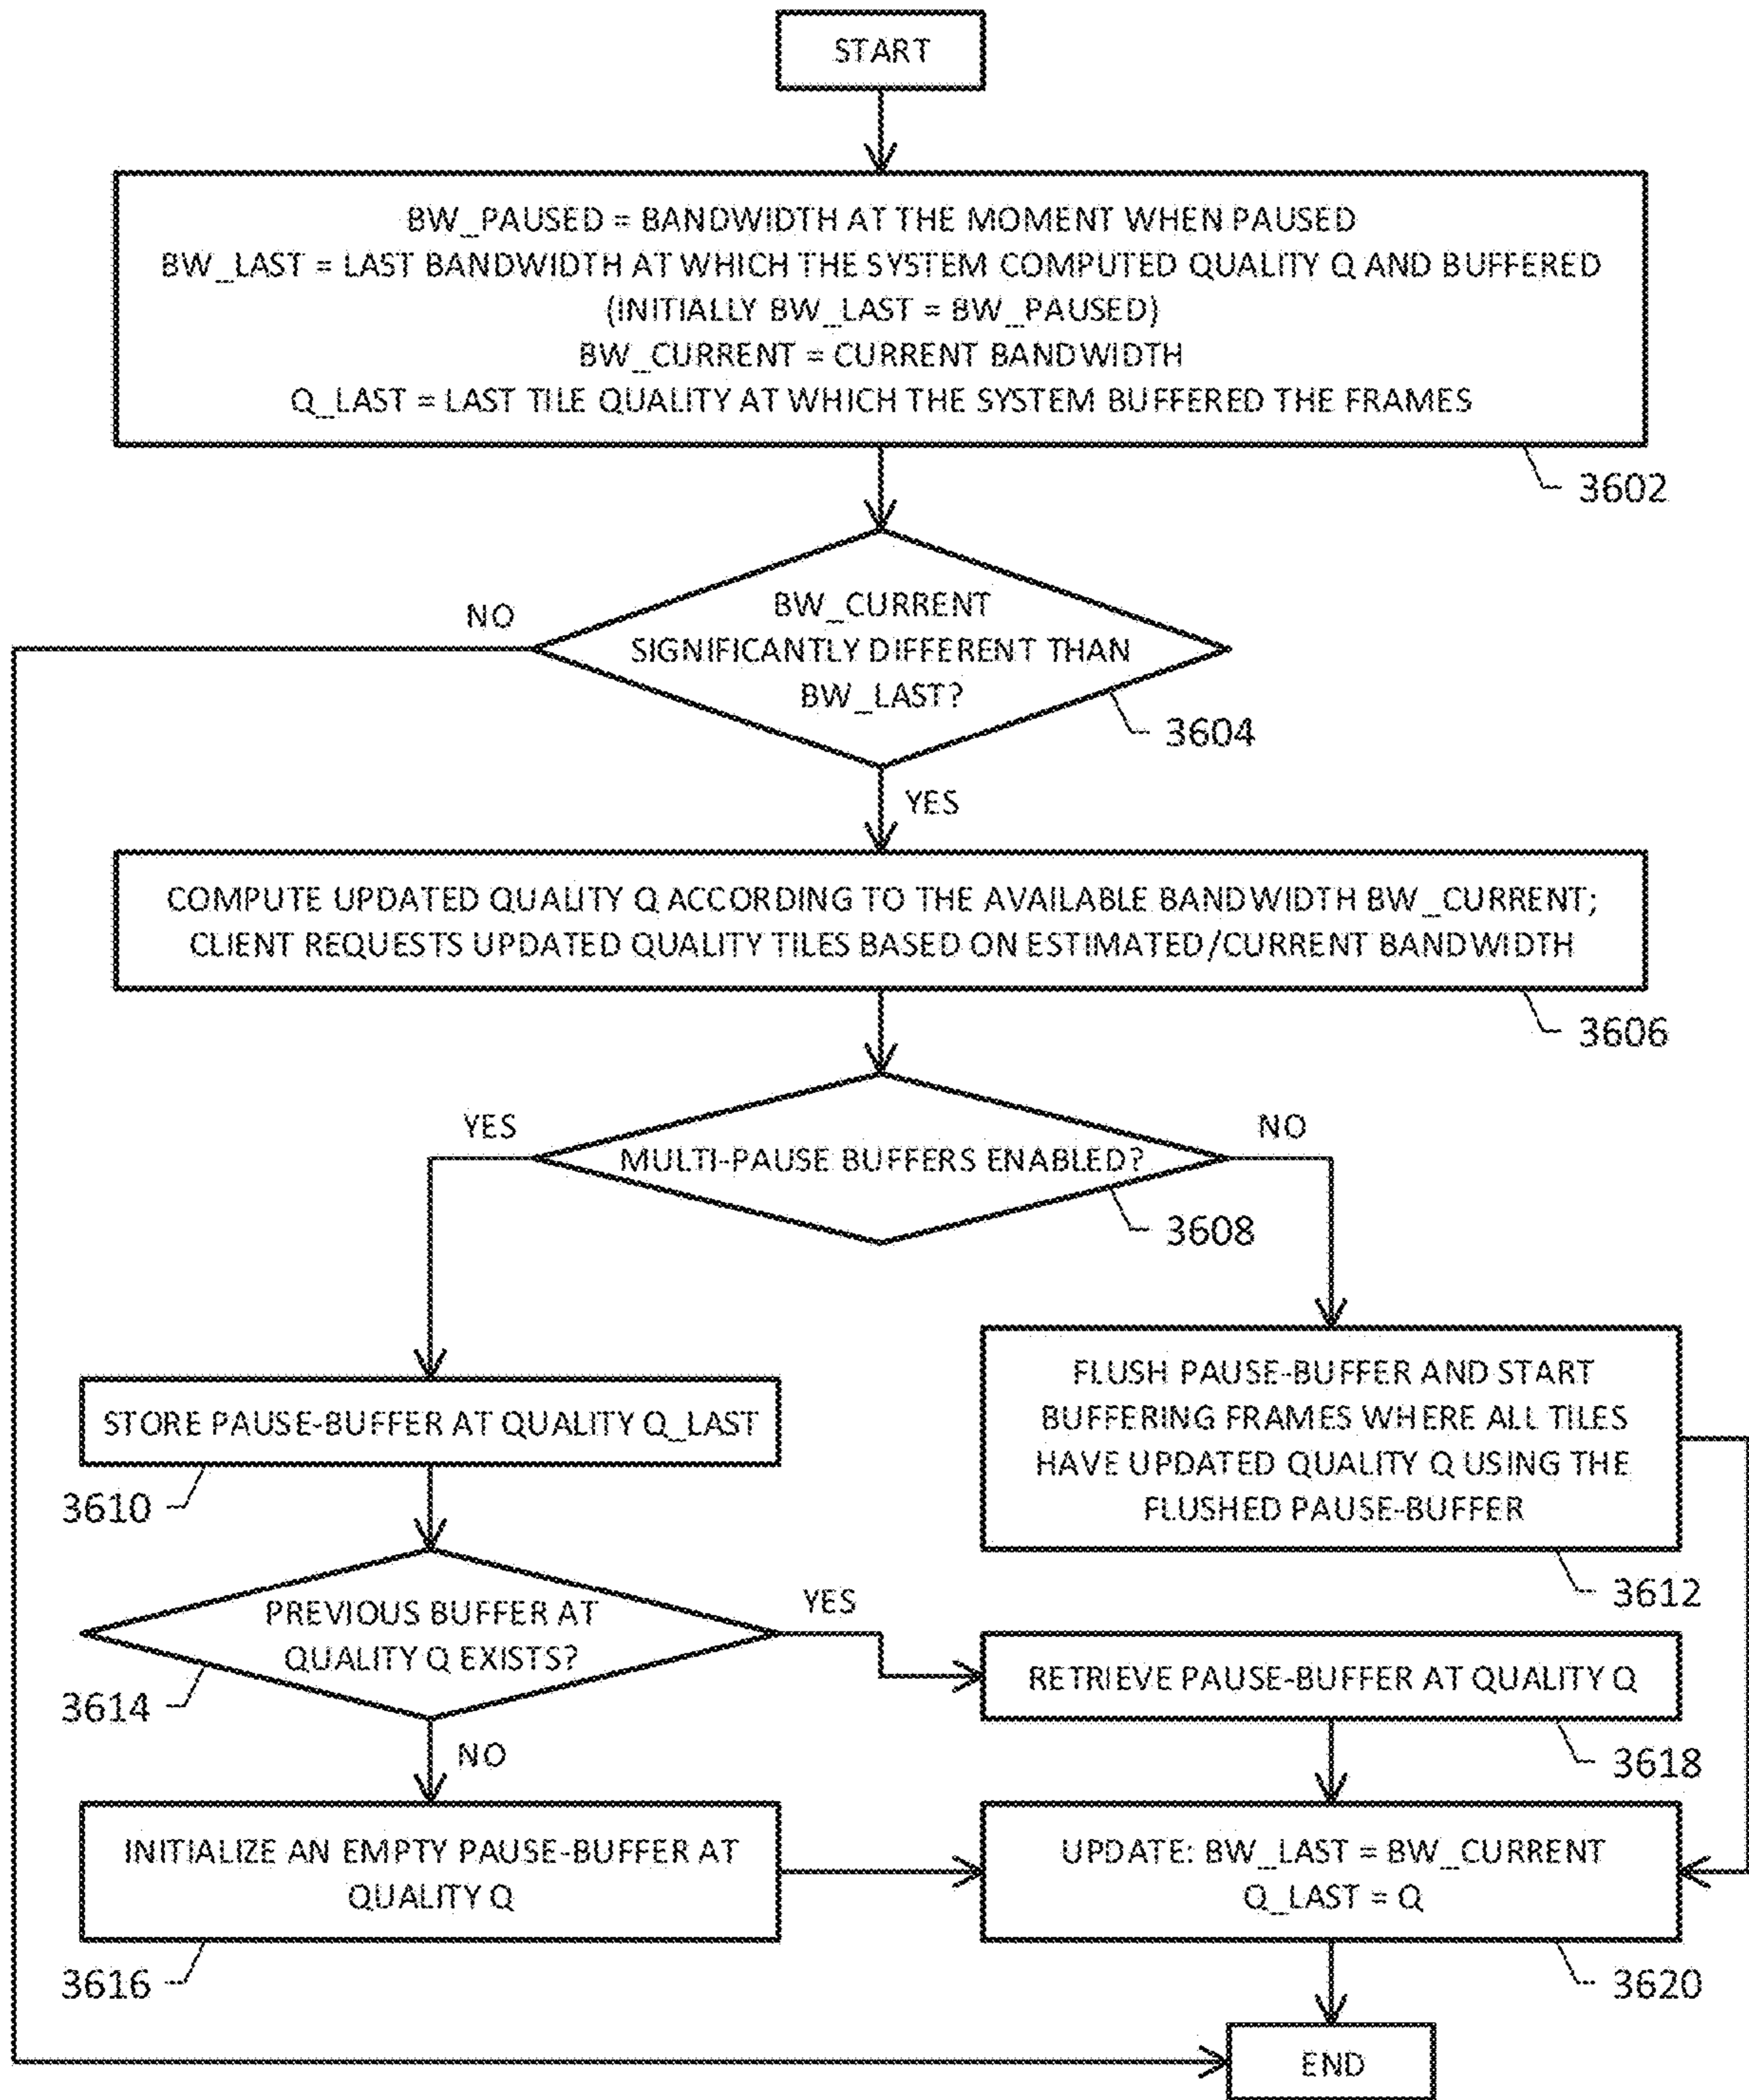 START
BW_PAUSED = BANDWIDTH AT THE MOMENT WHEN PAUSED
BW_LAST = LAST BANDWIDTH AT WHICH THE SYSTEM COMPUTED QUALITY Q AND BUFFERED
(INITIALLY BW_LAST = BW_PAUSED)
BW_CURRENT = CURRENT BANDWIDTH
Q_LAST = LAST TILE QUALITY AT WHICH THE SYSTEM BUFFERED THE FRAMES
3602
NO
BW_CURRENT
SIGNIFICANTLY DIFFERENT THAN
BW_LAST?
3604
YES
COMPUTE UPDATED QUALITY Q ACCORDING TO THE AVAILABLE BANDWIDTH BW_CURRENT;
CLIENT REQUESTS UPDATED QUALITY TILES BASED ON ESTIMATED/CURRENT BANDWIDTH
3606
YES
NO
MULTI-PAUSE BUFFERS ENABLED?
3608
STORE PAUSE-BUFFER AT QUALITY Q_LAST
3610
FLUSH PAUSE-BUFFER AND START
BUFFERING FRAMES WHERE ALL TILES
HAVE UPDATED QUALITY Q USING THE
FLUSHED PAUSE-BUFFER
3612
PREVIOUS BUFFER AT
QUALITY Q EXISTS?
3614
YES
RETRIEVE PAUSE-BUFFER AT QUALITY Q
3618
NO
INITIALIZE AN EMPTY PAUSE-BUFFER AT
QUALITY Q
3616
UPDATE: BW_LAST = BW_CURRENT
Q_LAST = Q
3620
END